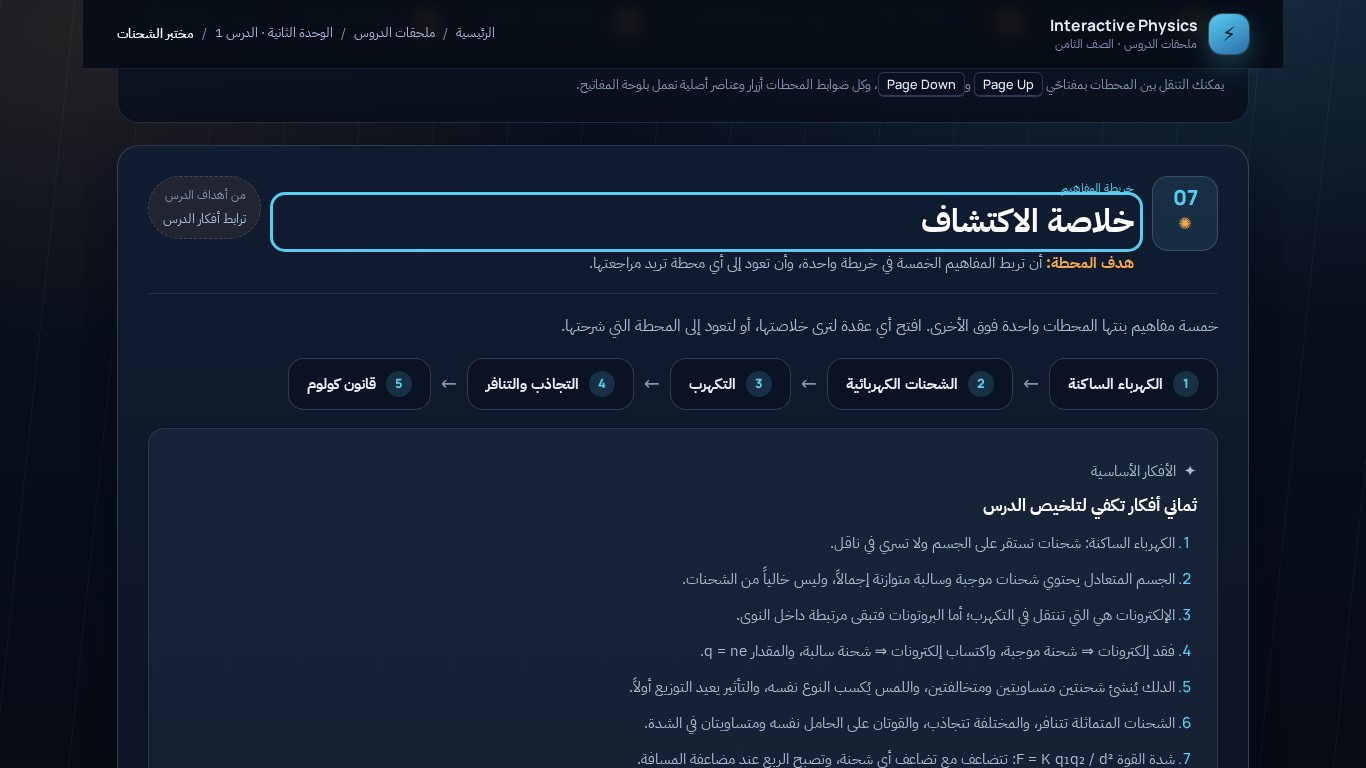 Interactive Physics
ملحقات الدروس · الصف الثامن
الرئيسية / ملحقات الدروس / الوحدة الثانية · الدرس 1 / مختبر الشحنات
يمكنك التنقل بين المحطات بمفتاحَي Page Up و Page Down، وكل ضوابط المحطات أزرار وعناصر أصلية تعمل بلوحة المفاتيح.
07
خريطة المفاهيم
خلاصة الاكتشاف
هدف المحطة: أن تربط المفاهيم الخمسة في خريطة واحدة، وأن تعود إلى أي محطة تريد مراجعتها.
من أهداف الدرس
ترابط أفكار الدرس
خمسة مفاهيم بنتها المحطات واحدة فوق الأخرى. افتح أي عقدة لترى خلاصتها، أو لتعود إلى المحطة التي شرحتها.
1 الكهرباء الساكنة ← 2 الشحنات الكهربائية ← 3 التكهرب ← 4 التجاذب والتنافر ← 5 قانون كولوم
✦ الأفكار الأساسية
ثماني أفكار تكفي لتلخيص الدرس
1. الكهرباء الساكنة: شحنات تستقر على الجسم ولا تسري في ناقل.
2. الجسم المتعادل يحتوي شحنات موجبة وسالبة متوازنة إجمالاً، وليس خالياً من الشحنات.
3. الإلكترونات هي التي تنتقل في التكهرب؛ أما البروتونات فتبقى مرتبطة داخل النوى.
4. فقد إلكترونات ⇒ شحنة موجبة، واكتساب إلكترونات ⇒ شحنة سالبة، والمقدار q = ne.
5. الدلك يُنشئ شحنتين متساويتين ومتخالفتين، واللمس يُكسب النوع نفسه، والتأثير يعيد التوزيع أولاً.
6. الشحنات المتماثلة تتنافر، والمختلفة تتجاذب، والقوتان على الحامل نفسه ومتساويتان في الشدة.
7. شدة القوة F = K q₁q₂ / d²: تتضاعف مع تضاعف أي شحنة، وتصبح الربع عند مضاعفة المسافة.